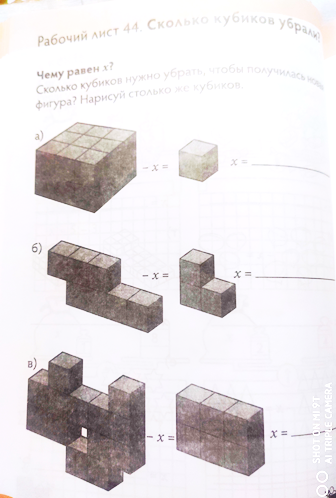 Рабочий лист 44. Сколько кубиков убрали?
Чему равен x?
Сколько кубиков нужно убрать, чтобы получилась новая
фигура? Нарисуй столько же кубиков.
а)
– x =
x =
б)
– x =
x =
в)
– x =
x =
SHOT ON MI 9T
AI TRIPLE CAMERA